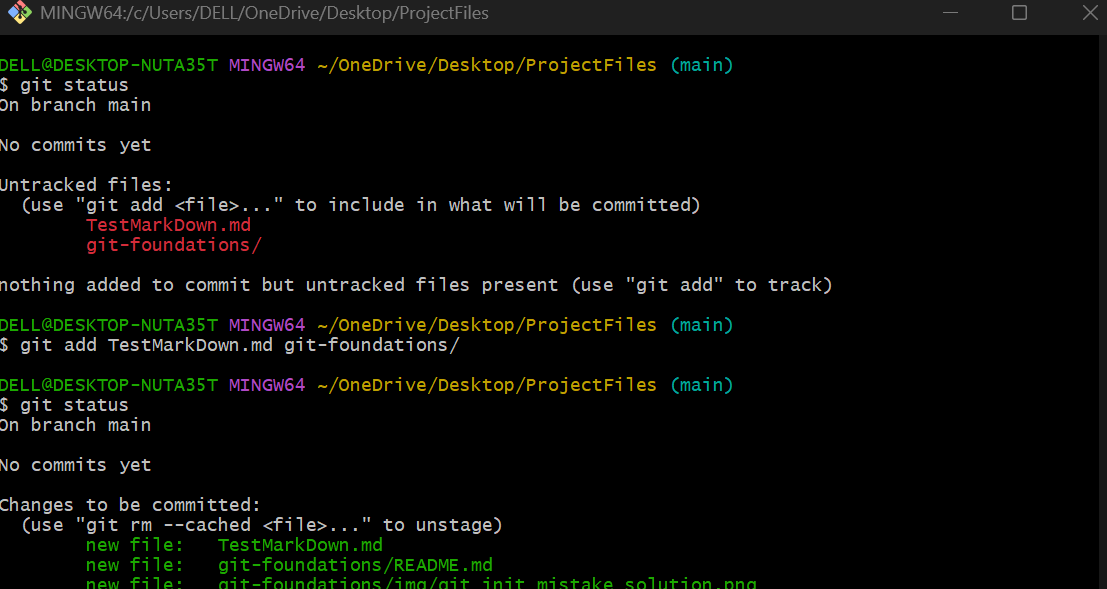 MINGW64:/c/Users/DELL/OneDrive/Desktop/ProjectFiles
DELL@DESKTOP-NUTA35T MINGW64 ~/OneDrive/Desktop/ProjectFiles (main)
$ git status
On branch main
No commits yet
Untracked files:
(use "git add <file>..." to include in what will be committed)
TestMarkDown.md
git-foundations/
nothing added to commit but untracked files present (use "git add" to track)
DELL@DESKTOP-NUTA35T MINGW64 ~/OneDrive/Desktop/ProjectFiles (main)
$ git add TestMarkDown.md git-foundations/
DELL@DESKTOP-NUTA35T MINGW64 ~/OneDrive/Desktop/ProjectFiles (main)
$ git status
On branch main
No commits yet
Changes to be committed:
(use "git rm --cached <file>..." to unstage)
new file: TestMarkDown.md
new file: git-foundations/README.md
new file: git-foundations/img/git_init_mistake_solution.png